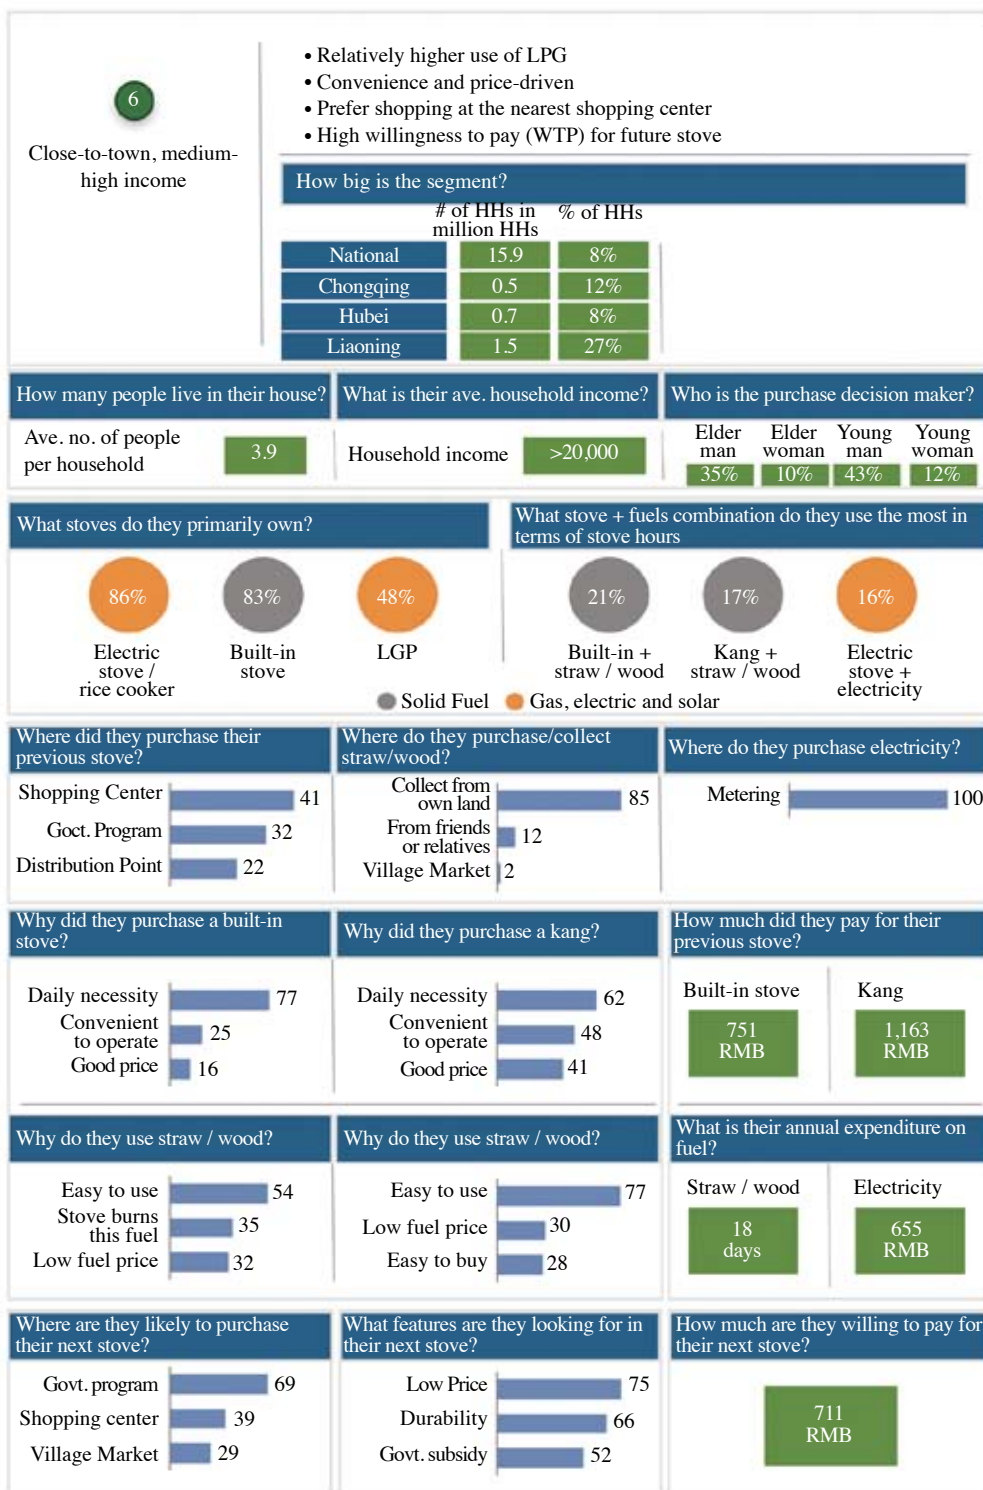 6
Close-to-town, medium-
high income
• Relatively higher use of LPG
• Convenience and price-driven
• Prefer shopping at the nearest shopping center
• High willingness to pay (WTP) for future stove
How big is the segment?
# of HHs in
million HHs
% of HHs
National 15.9 8%
Chongqing 0.5 12%
Hubei 0.7 8%
Liaoning 1.5 27%
How many people live in their house?
Ave. no. of people
per household
3.9
What is their ave. household income?
Household income >20,000
Who is the purchase decision maker?
Elder
man
Elder
woman
Young
man
Young
woman
35% 10% 43% 12%
What stoves do they primarily own?
86% 83% 48%
Electric
stove /
rice cooker
Built-in
stove
LGP
What stove + fuels combination do they use the most in
terms of stove hours
21% 17% 16%
Built-in +
straw / wood
Kang +
straw / wood
Electric
stove +
electricity
Solid Fuel Gas, electric and solar
Where did they purchase their
previous stove?
Shopping Center 41
Goct. Program 32
Distribution Point 22
Where do they purchase/collect
straw/wood?
Collect from
own land
85
From friends
or relatives
12
Village Market 2
Where do they purchase electricity?
Metering 100
Why did they purchase a built-in
stove?
Daily necessity 77
Convenient
to operate
25
Good price 16
Why did they purchase a kang?
Daily necessity 62
Convenient
to operate
48
Good price 41
How much did they pay for their
previous stove?
Built-in stove Kang
751
RMB
1,163
RMB
Why do they use straw / wood?
Easy to use 54
Stove burns
this fuel
35
Low fuel price 32
Why do they use straw / wood?
Easy to use 77
Low fuel price 30
Easy to buy 28
What is their annual expenditure on
fuel?
Straw / wood Electricity
18
days
655
RMB
Where are they likely to purchase
their next stove?
Govt. program 69
Shopping center 39
Village Market 29
What features are they looking for in
their next stove?
Low Price 75
Durability 66
Govt. subsidy 52
How much are they willing to pay for
their next stove?
711
RMB